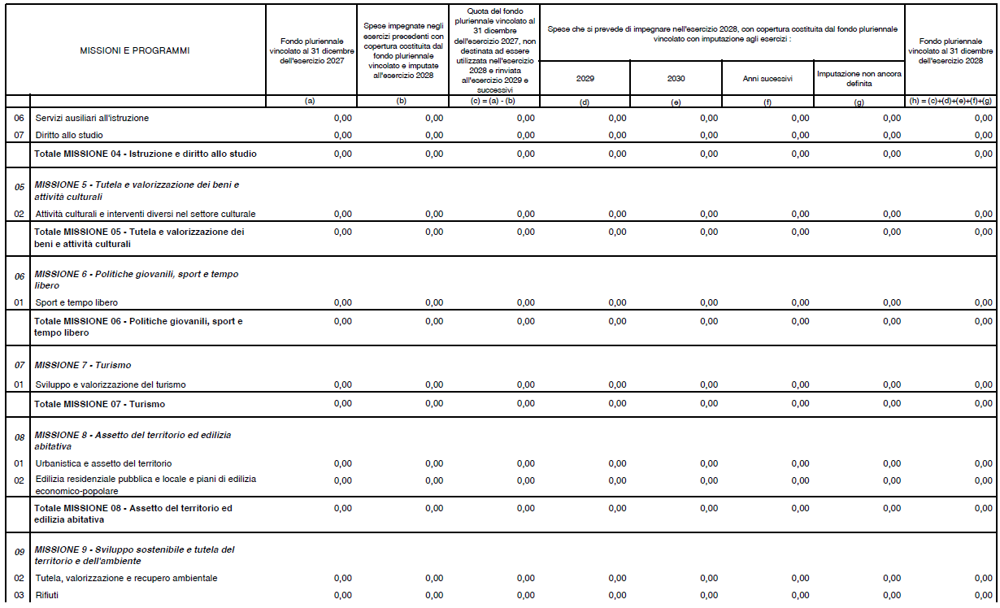 MISSIONI E PROGRAMMI
Fondo pluriennale
vincolato al 31 dicembre
dell'esercizio 2027
Spese impegnate negli
esercizi precedenti con
copertura costituita dal
fondo pluriennale
vincolato e imputate
all'esercizio 2028
Quota del fondo
pluriennale vincolato al
31 dicembre
dell'esercizio 2027, non
destinata ad essere
utilizzata nell'esercizio
2028 e rinviata
all'esercizio 2029 e
successivi
Spese che si prevede di impegnare nell'esercizio 2028, con copertura costituita dal fondo pluriennale
vincolato con imputazione agli esercizi :
2029
2030
Anni sucessivi
Imputazione non ancora
definita
Fondo pluriennale
vincolato al 31 dicembre
dell'esercizio 2028
(a) (b) (c) = (a) - (b) (d) (e) (f) (g) (h) = (c)+(d)+(e)+(f)+(g)
06 Servizi ausiliari all'istruzione 0,00 0,00 0,00 0,00 0,00 0,00 0,00 0,00
07 Diritto allo studio 0,00 0,00 0,00 0,00 0,00 0,00 0,00 0,00
Totale MISSIONE 04 - Istruzione e diritto allo studio 0,00 0,00 0,00 0,00 0,00 0,00 0,00 0,00
05 MISSIONE 5 - Tutela e valorizzazione dei beni e
attività culturali
02 Attività culturali e interventi diversi nel settore culturale 0,00 0,00 0,00 0,00 0,00 0,00 0,00 0,00
Totale MISSIONE 05 - Tutela e valorizzazione dei 0,00 0,00 0,00 0,00 0,00 0,00 0,00 0,00
beni e attività culturali
06 MISSIONE 6 - Politiche giovanili, sport e tempo
libero
01 Sport e tempo libero 0,00 0,00 0,00 0,00 0,00 0,00 0,00 0,00
Totale MISSIONE 06 - Politiche giovanili, sport e 0,00 0,00 0,00 0,00 0,00 0,00 0,00 0,00
tempo libero
07 MISSIONE 7 - Turismo
01 Sviluppo e valorizzazione del turismo 0,00 0,00 0,00 0,00 0,00 0,00 0,00 0,00
Totale MISSIONE 07 - Turismo 0,00 0,00 0,00 0,00 0,00 0,00 0,00 0,00
08 MISSIONE 8 - Assetto del territorio ed edilizia
abitativa
01 Urbanistica e assetto del territorio 0,00 0,00 0,00 0,00 0,00 0,00 0,00 0,00
02 Edilizia residenziale pubblica e locale e piani di edilizia 0,00 0,00 0,00 0,00 0,00 0,00 0,00 0,00
economico-popolare
Totale MISSIONE 08 - Assetto del territorio ed 0,00 0,00 0,00 0,00 0,00 0,00 0,00 0,00
edilizia abitativa
09 MISSIONE 9 - Sviluppo sostenibile e tutela del
territorio e dell'ambiente
02 Tutela, valorizzazione e recupero ambientale 0,00 0,00 0,00 0,00 0,00 0,00 0,00 0,00
03 Rifiuti 0,00 0,00 0,00 0,00 0,00 0,00 0,00 0,00